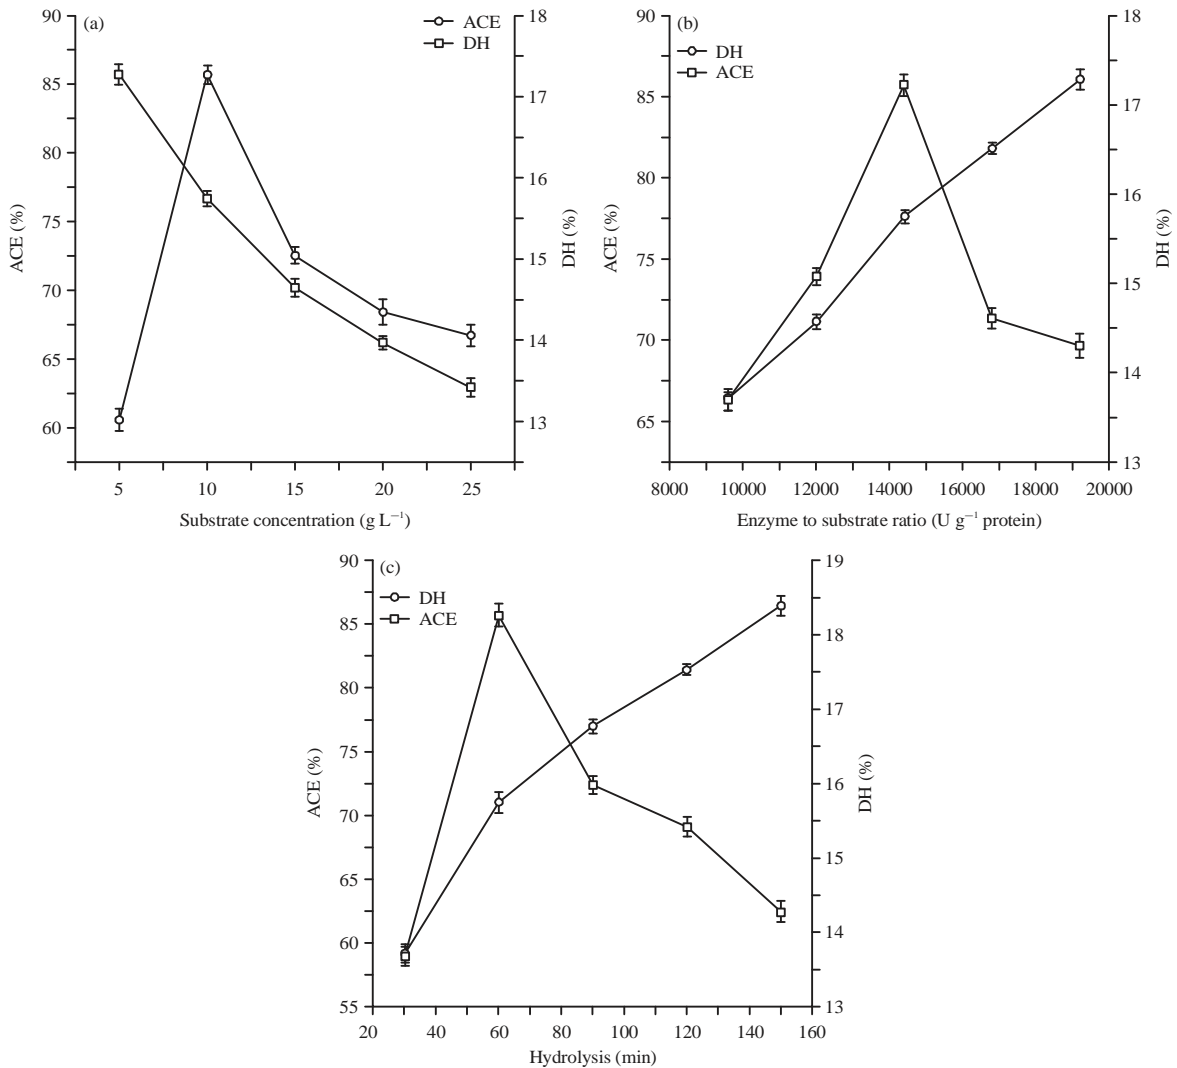 (a)
ACE
DH
90
85
80
75
70
65
60
ACE (%)
18
17
16
15
14
13
DH (%)
5 10 15 20 25
Substrate concentration (g L⁻¹)
(b)
DH
ACE
90
85
80
75
70
65
ACE (%)
18
17
16
15
14
13
DH (%)
8000 10000 12000 14000 16000 18000 20000
Enzyme to substrate ratio (U g⁻¹ protein)
(c)
DH
ACE
90
85
80
75
70
65
60
55
ACE (%)
19
18
17
16
15
14
13
DH (%)
20 40 60 80 100 120 140 160
Hydrolysis (min)